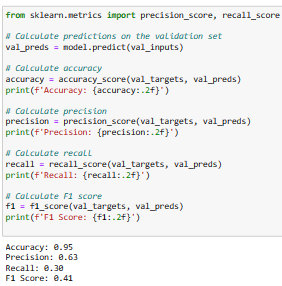 from sklearn.metrics import precision_score, recall_score
# Calculate predictions on the validation set
val_preds = model.predict(val_inputs)
# Calculate accuracy
accuracy = accuracy_score(val_targets, val_preds)
print(f'Accuracy: {accuracy:.2f}')
# Calculate precision
precision = precision_score(val_targets, val_preds)
print(f'Precision: {precision:.2f}')
# Calculate recall
recall = recall_score(val_targets, val_preds)
print(f'Recall: {recall:.2f}')
# Calculate F1 score
f1 = f1_score(val_targets, val_preds)
print(f'F1 Score: {f1:.2f}')
Accuracy: 0.95
Precision: 0.63
Recall: 0.30
F1 Score: 0.41